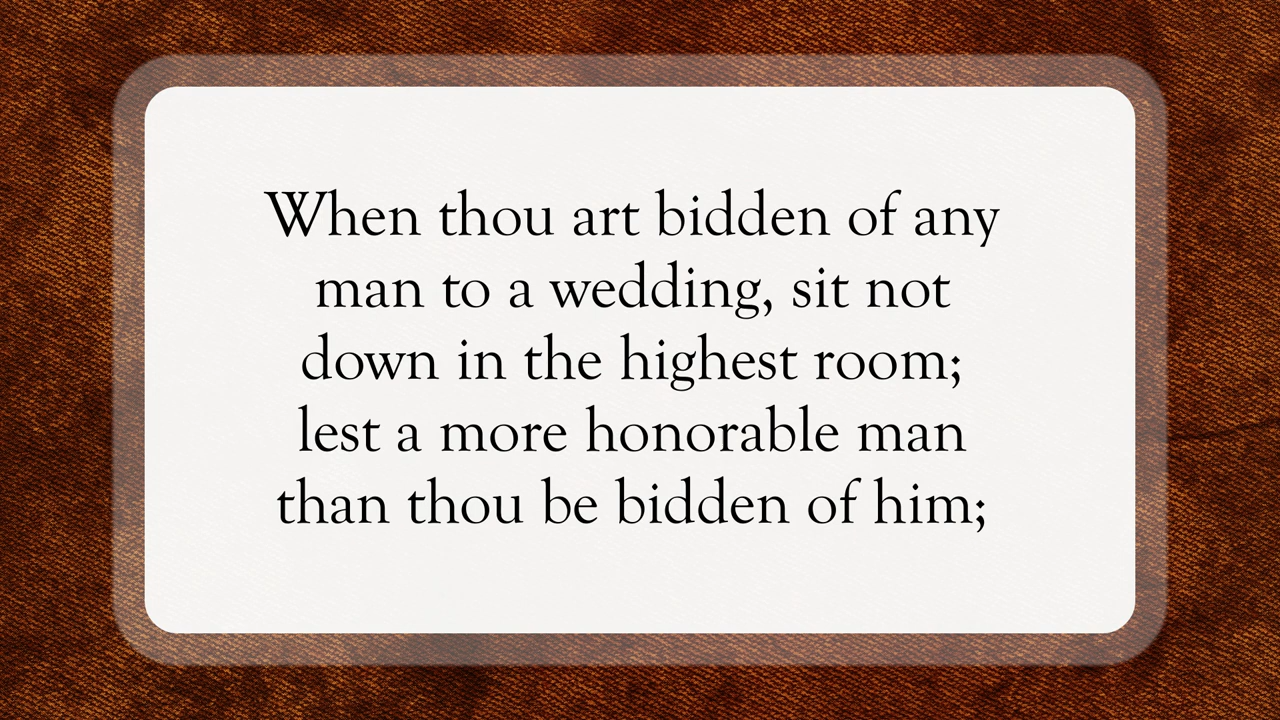 When thou art bidden of any
man to a wedding, sit not
down in the highest room;
lest a more honorable man
than thou be bidden of him;